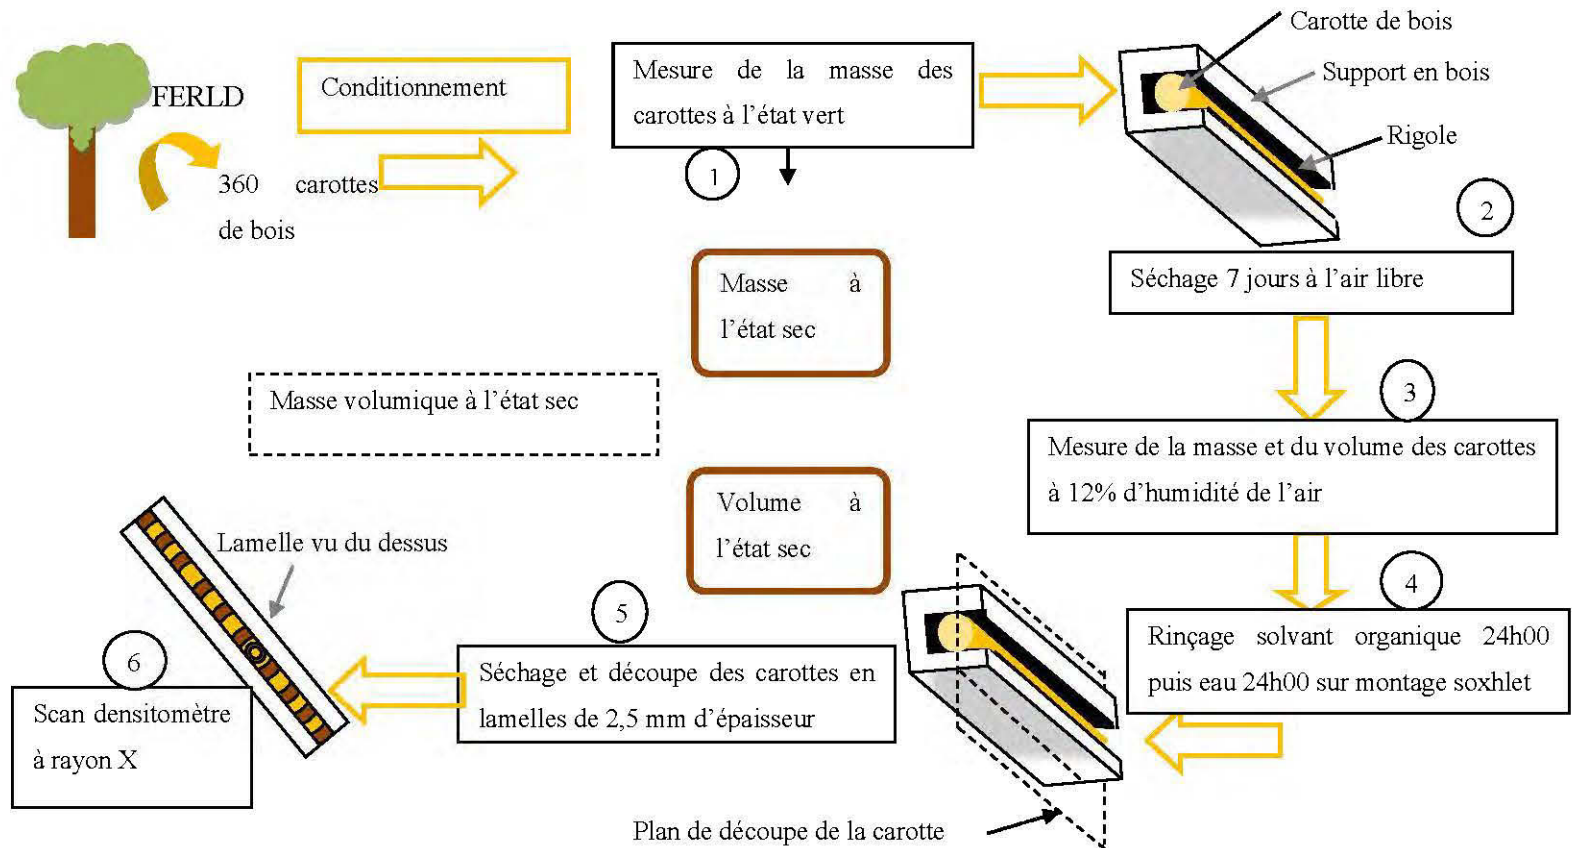 FERLD
360 carottes
de bois
Conditionnement
Mesure de la masse des
carottes à l'état vert
1
Carotte de bois
Support en bois
Rigole
2
Séchage 7 jours à l'air libre
3
Mesure de la masse et du volume des carottes
à 12% d'humidité de l'air
4
Rinçage solvant organique 24h00
puis eau 24h00 sur montage soxhlet
Plan de découpe de la carotte
5
Séchage et découpe des carottes en
lamelles de 2,5 mm d'épaisseur
Lamelle vu du dessus
6
Scan densitomètre
à rayon X
Masse à
l'état sec
Masse volumique à l'état sec
Volume à
l'état sec